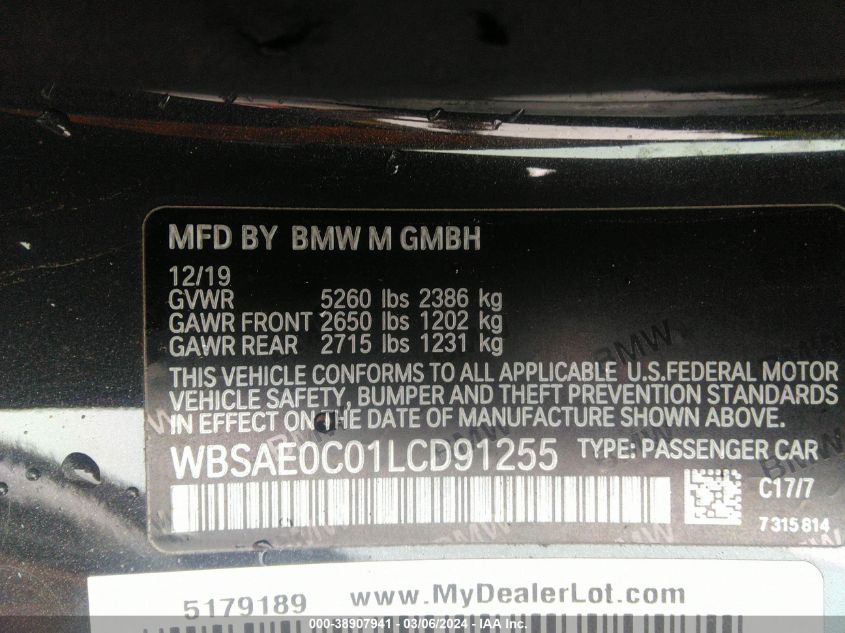 MFD BY BMW M GMBH
12/19
GVWR 5260 lbs 2386 kg
GAWR FRONT 2650 lbs 1202 kg
GAWR REAR 2715 lbs 1231 kg
THIS VEHICLE CONFORMS TO ALL APPLICABLE U.S.FEDERAL MOTOR
VEHICLE SAFETY, BUMPER AND THEFT PREVENTION STANDARDS
IN EFFECT ON THE DATE OF MANUFACTURE SHOWN ABOVE.
WBSAE0C01LCD91255 TYPE: PASSENGER CAR
C17/7
7315814
5179189 www.MyDealerLot.com
000-38907941 - 03/06/2024 - IAA Inc.